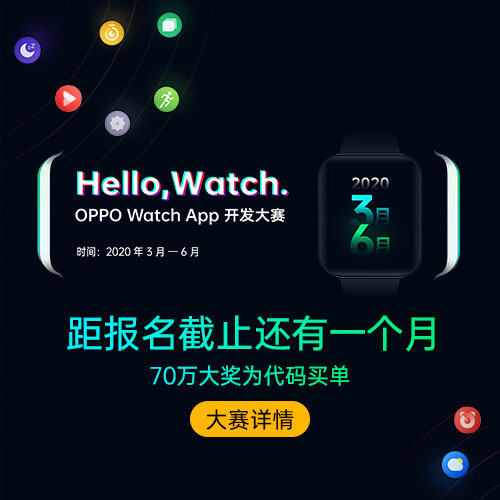 Hello,Watch.
OPPO Watch App 开发大赛
时间：2020 年 3 月 — 6 月
2020
3日
6月
距报名截止还有一个月
70万大奖为代码买单
大赛详情